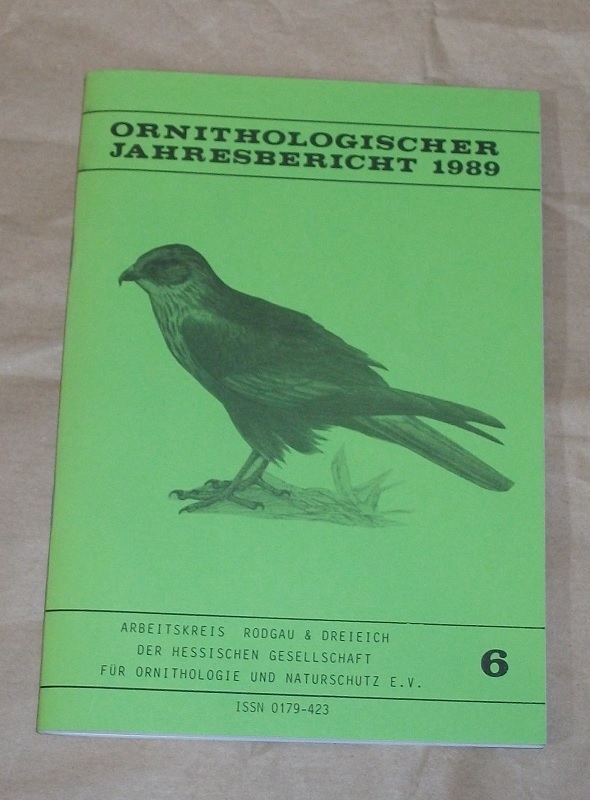 ORNITHOLOGISCHER
JAHRESBERICHT 1989
ARBEITSKREIS RODGAU & DREIEICH
DER HESSISCHEN GESELLSCHAFT
FÜR ORNITHOLOGIE UND NATURSCHUTZ E.V.
6
ISSN 0179-423